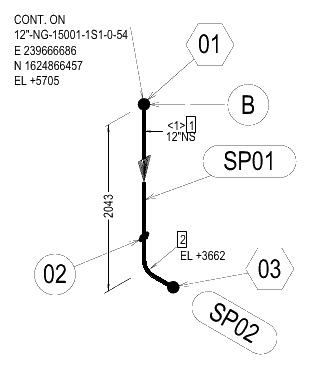 CONT. ON
12"-NG-15001-1S1-0-54
E 239666686
N 1624866457
EL +5705
01
B
<1> 1
12"NS
SP01
2043
2
EL +3662
02
03
SP02